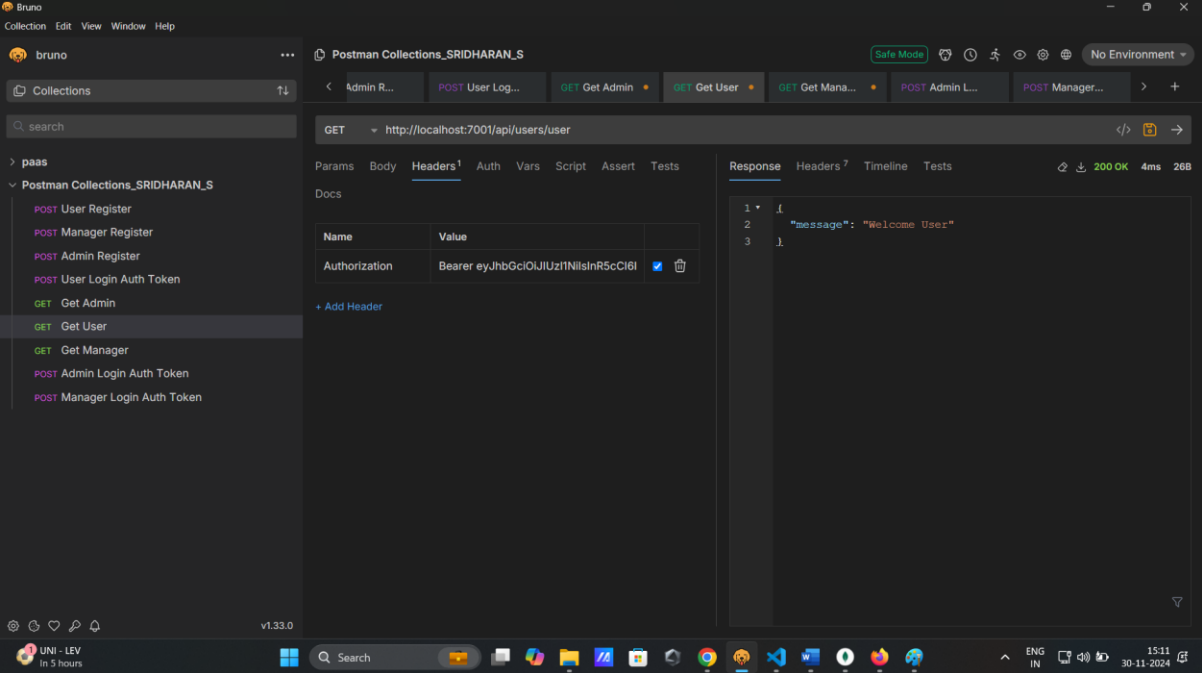 Bruno
Collection Edit View Window Help
bruno
Collections
search
paas
Postman Collections_SRIDHARAN_S
POST User Register
POST Manager Register
POST Admin Register
POST User Login Auth Token
GET Get Admin
GET Get User
GET Get Manager
POST Admin Login Auth Token
POST Manager Login Auth Token
v1.33.0
Postman Collections_SRIDHARAN_S
Safe Mode
No Environment
Admin R...
POST User Log...
GET Get Admin
GET Get User
GET Get Mana...
POST Admin L...
POST Manager...
GET http://localhost:7001/api/users/user
Params Body Headers 1 Auth Vars Script Assert Tests
Docs
Name Value
Authorization Bearer eyJhbGciOiJIUzI1NiIsInR5cCI6I
+ Add Header
Response Headers 7 Timeline Tests 200 OK 4ms 26B
1 {
2 "message": "Welcome User"
3 }
1 UNI - LEV
In 5 hours
Search
ENG
IN
15:11
30-11-2024